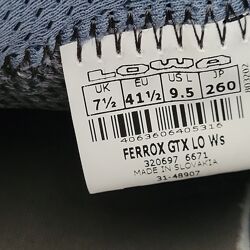 LOWA
UK EU US L JP
7½ 41½ 9.5 260
4063606405316
FERROX GTX LO Ws
320697 6671
MADE IN SLOVAKIA
31-48907